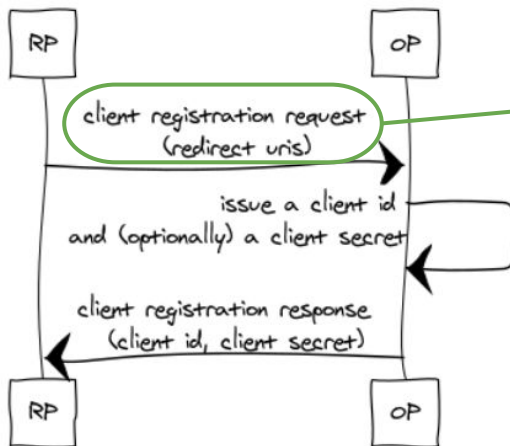 RP
OP
client registration request
(redirect uris)
issue a client id
and (optionally) a client secret
client registration response
(client id, client secret)
RP
OP